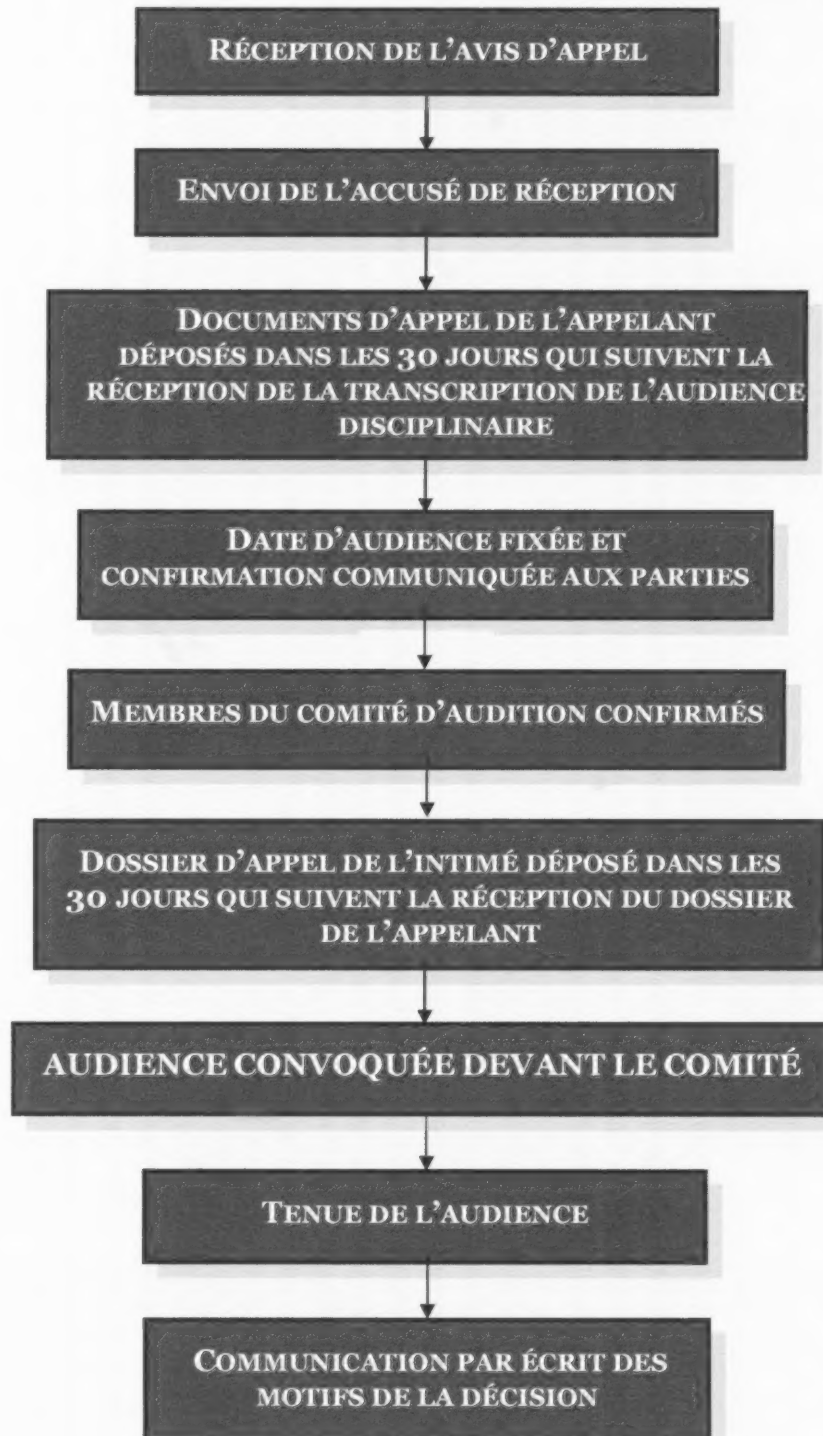 RÉCEPTION DE L'AVIS D'APPEL
ENVOI DE L'ACCUSÉ DE RÉCEPTION
DOCUMENTS D'APPEL DE L'APPELANT
DÉPOSÉS DANS LES 30 JOURS QUI SUIVENT LA
RÉCEPTION DE LA TRANSCRIPTION DE L'AUDIENCE
DISCIPLINAIRE
DATE D'AUDIENCE FIXÉE ET
CONFIRMATION COMMUNIQUÉE AUX PARTIES
MEMBRES DU COMITÉ D'AUDITION CONFIRMÉS
DOSSIER D'APPEL DE L'INTIMÉ DÉPOSÉ DANS LES
30 JOURS QUI SUIVENT LA RÉCEPTION DU DOSSIER
DE L'APPELANT
AUDIENCE CONVOQUÉE DEVANT LE COMITÉ
TENUE DE L'AUDIENCE
COMMUNICATION PAR ÉCRIT DES
MOTIFS DE LA DÉCISION